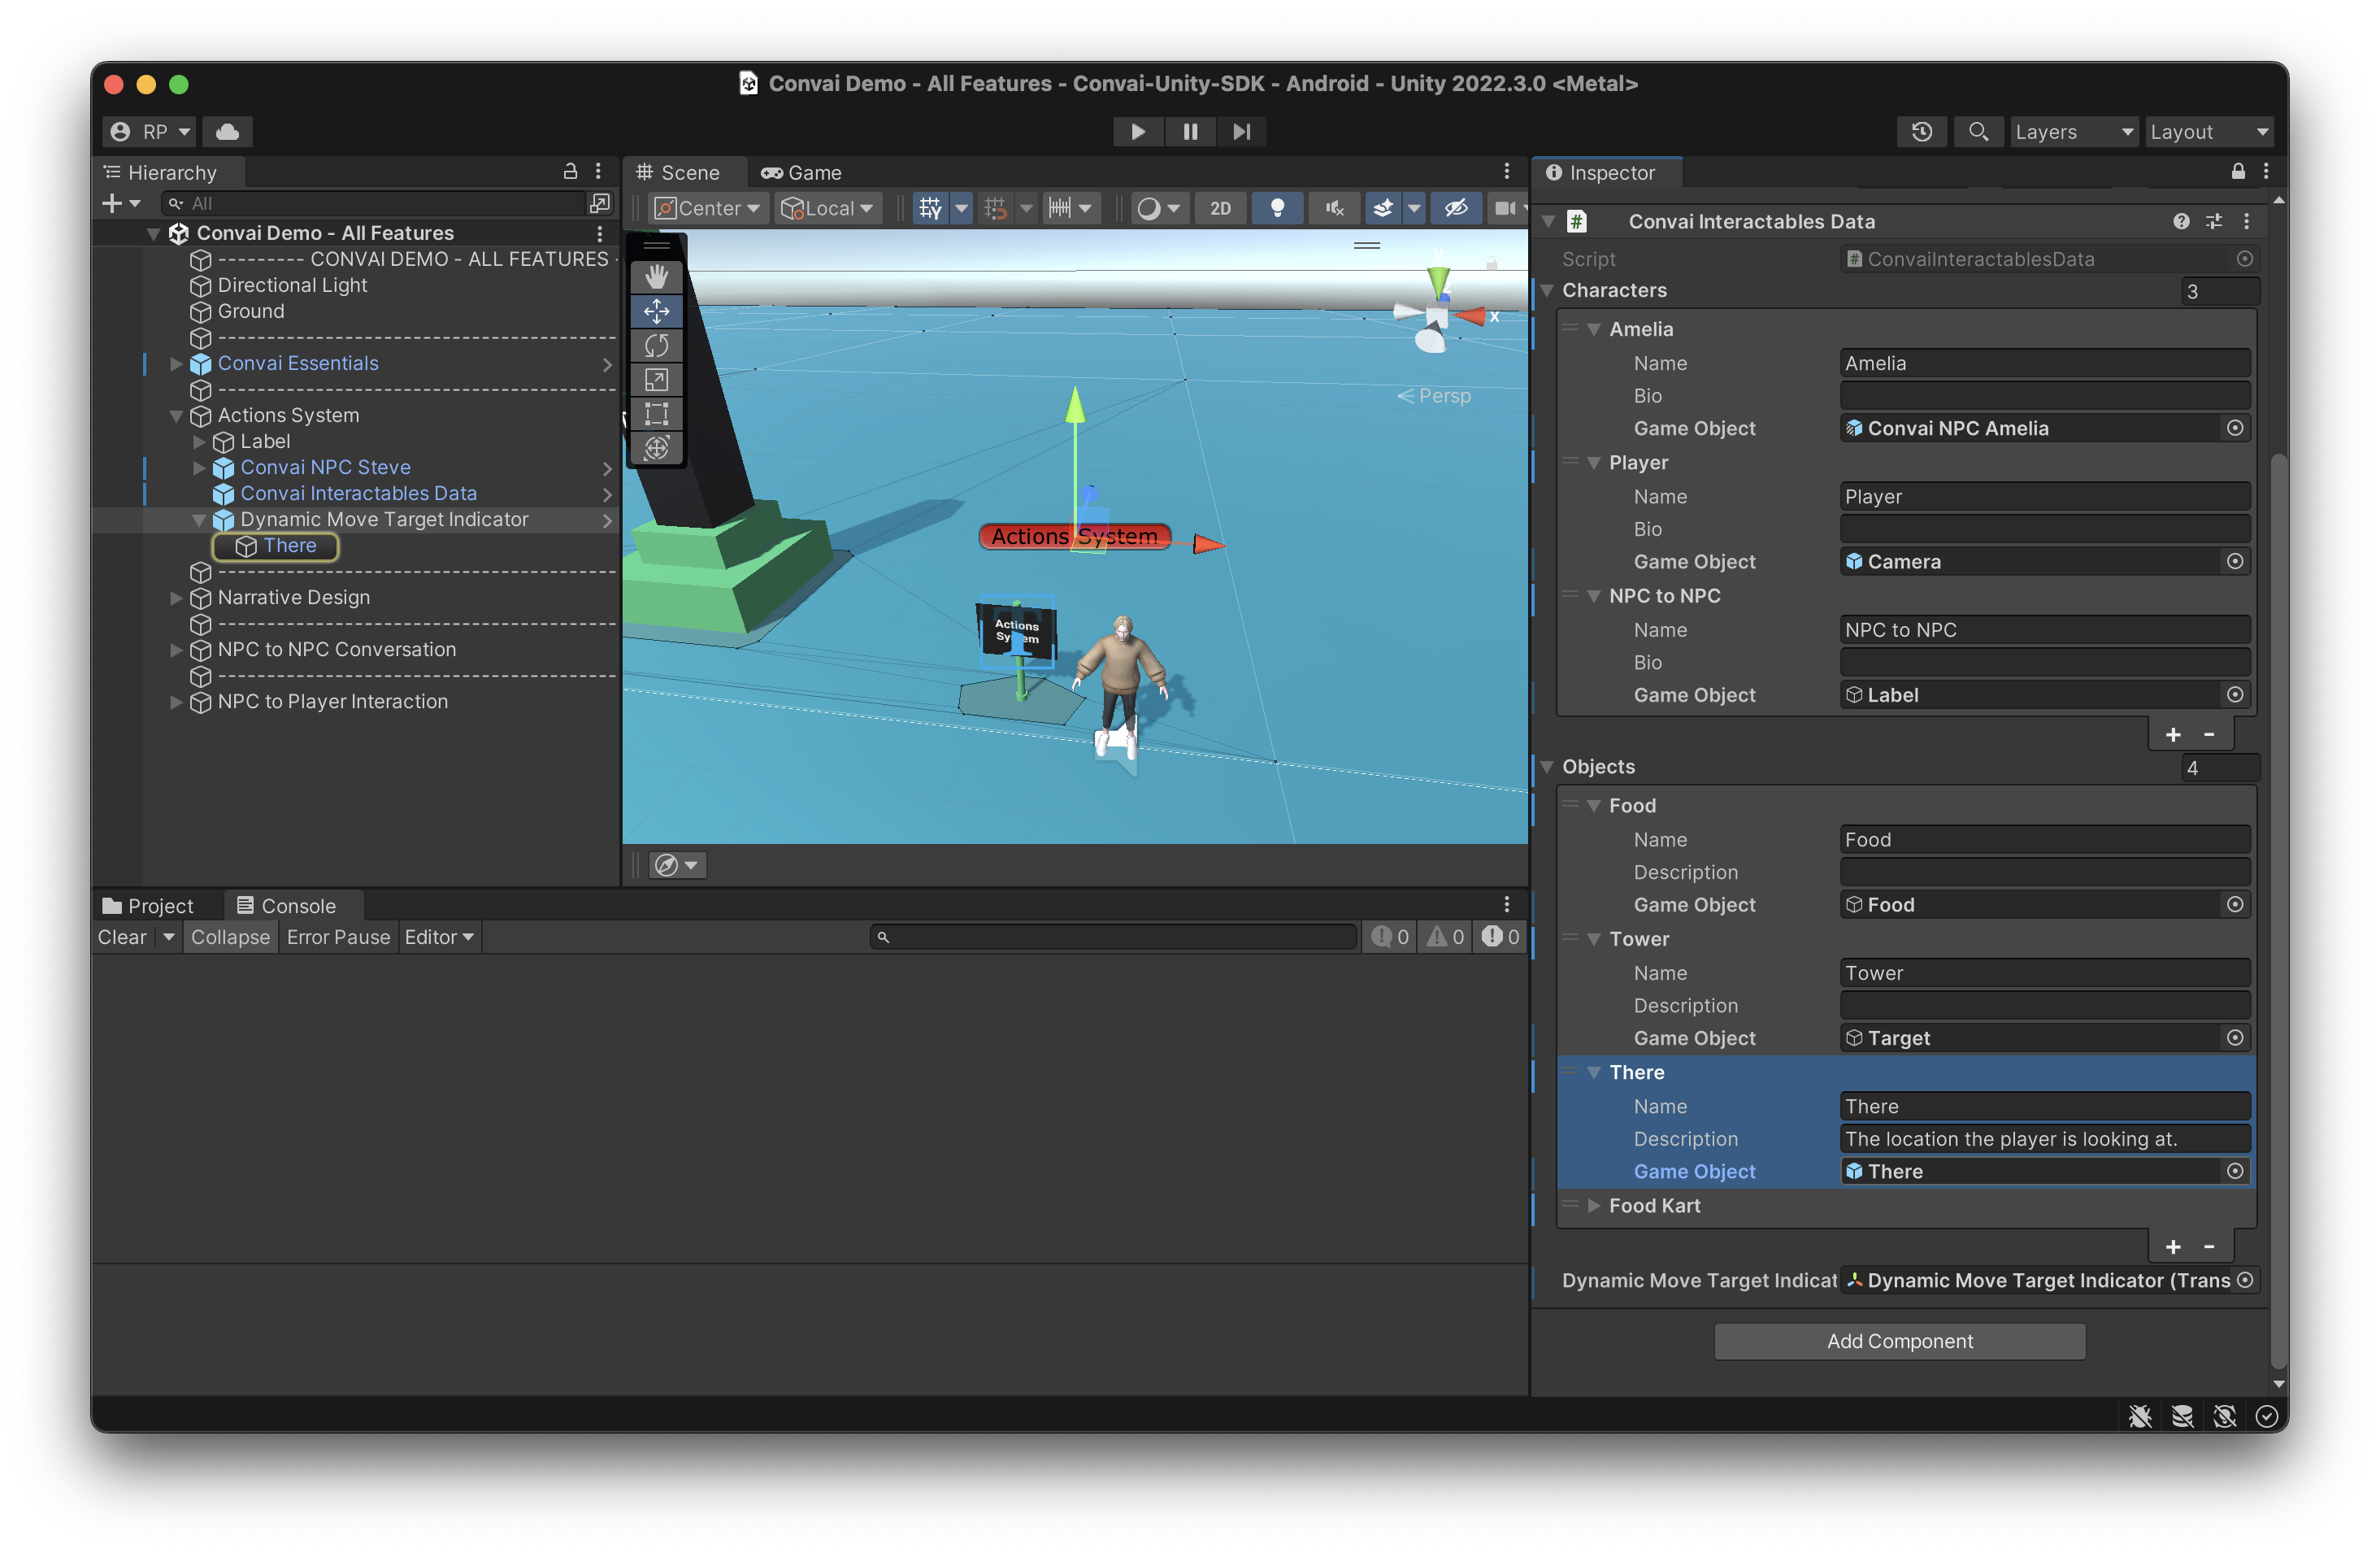 Convai Demo - All Features - Convai-Unity-SDK - Android - Unity 2022.3.0 <Metal>
RP
Layers
Layout
Hierarchy
All
Convai Demo - All Features
--------- CONVAI DEMO - ALL FEATURES -
Directional Light
Ground
Convai Essentials
Actions System
Label
Convai NPC Steve
Convai Interactables Data
Dynamic Move Target Indicator
There
Narrative Design
NPC to NPC Conversation
NPC to Player Interaction
Scene
Game
Center
Local
2D
y
z
x
Persp
Actions System
Actions
Inspector
Convai Interactables Data
Script
ConvaiInteractablesData
Characters
3
Amelia
Name
Amelia
Bio
Game Object
Convai NPC Amelia
Player
Name
Player
Bio
Game Object
Camera
NPC to NPC
Name
NPC to NPC
Bio
Game Object
Label
+ -
Objects
4
Food
Name
Food
Description
Game Object
Food
Tower
Name
Tower
Description
Game Object
Target
There
Name
There
Description
The location the player is looking at.
Game Object
There
Food Kart
+ -
Dynamic Move Target Indicat
Dynamic Move Target Indicator (Trans
Add Component
Project
Console
Clear
Collapse
Error Pause
Editor
0
0
0